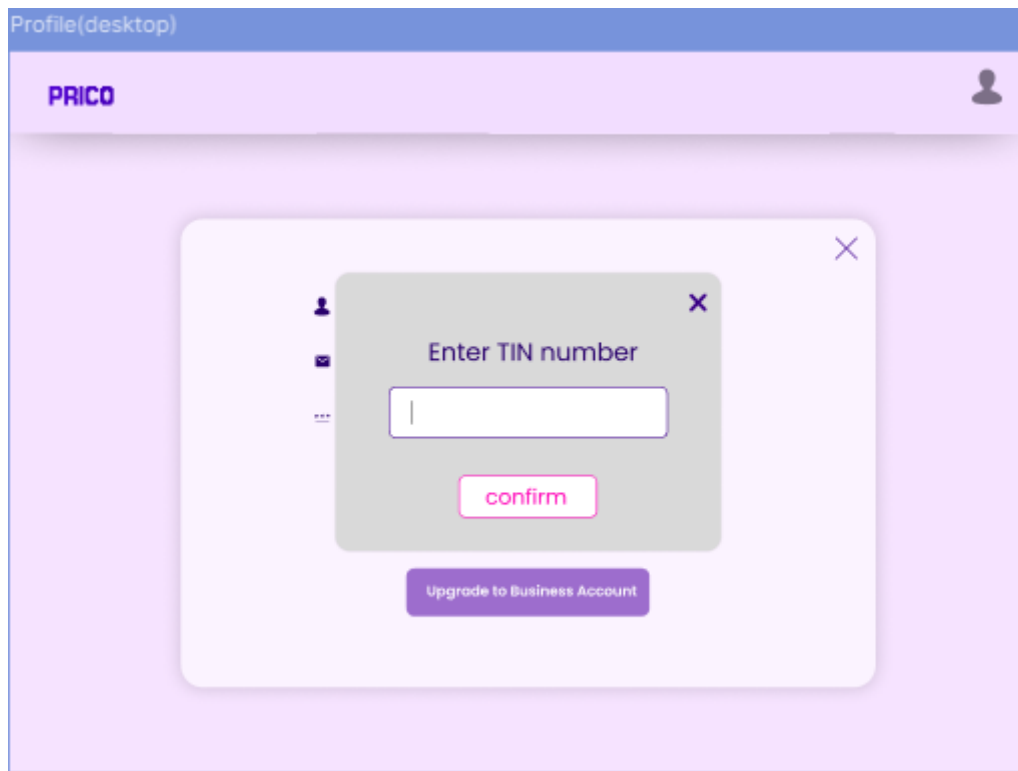 Profile(desktop)
PRICO
Enter TIN number
confirm
Upgrade to Business Account